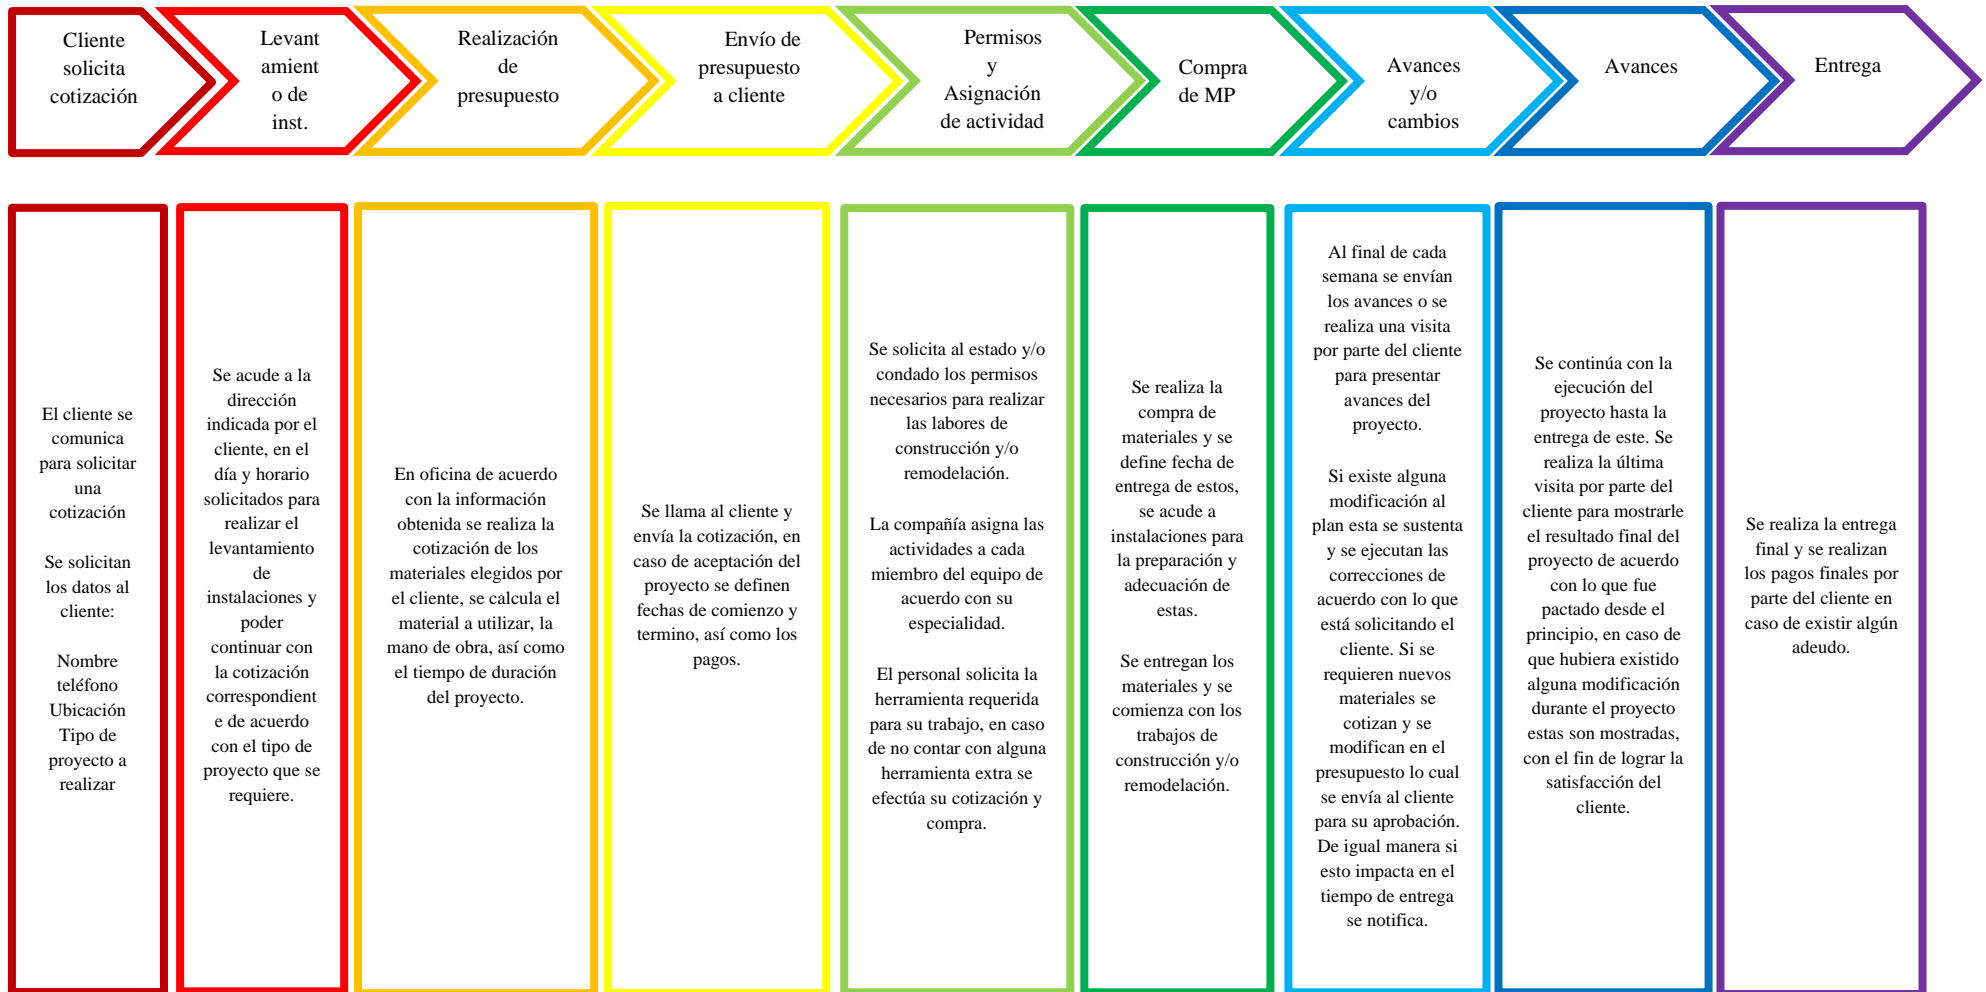 Cliente
solicita
cotización
Levant
amient
o de
inst.
Realización
de
presupuesto
Envío de
presupuesto
a cliente
Permisos
y
Asignación
de actividad
Compra
de MP
Avances
y/o
cambios
Avances
Entrega
El cliente se
comunica
para solicitar
una
cotización
Se solicitan
los datos al
cliente:
Nombre
teléfono
Ubicación
Tipo de
proyecto a
realizar
Se acude a la
dirección
indicada por el
cliente, en el
día y horario
solicitados para
realizar el
levantamiento
de
instalaciones y
poder
continuar con
la cotización
correspondient
e de acuerdo
con el tipo de
proyecto que se
requiere.
En oficina de acuerdo
con la información
obtenida se realiza la
cotización de los
materiales elegidos por
el cliente, se calcula el
material a utilizar, la
mano de obra, así como
el tiempo de duración
del proyecto.
Se llama al cliente y
envía la cotización, en
caso de aceptación del
proyecto se definen
fechas de comienzo y
termino, así como los
pagos.
Se solicita al estado y/o
condado los permisos
necesarios para realizar
las labores de
construcción y/o
remodelación.
La compañía asigna las
actividades a cada
miembro del equipo de
acuerdo con su
especialidad.
El personal solicita la
herramienta requerida
para su trabajo, en caso
de no contar con alguna
herramienta extra se
efectúa su cotización y
compra.
Se realiza la
compra de
materiales y se
define fecha de
entrega de estos,
se acude a
instalaciones para
la preparación y
adecuación de
estas.
Se entregan los
materiales y se
comienza con los
trabajos de
construcción y/o
remodelación.
Al final de cada
semana se envían
los avances o se
realiza una visita
por parte del cliente
para presentar
avances del
proyecto.
Si existe alguna
modificación al
plan esta se sustenta
y se ejecutan las
correcciones de
acuerdo con lo que
está solicitando el
cliente. Si se
requieren nuevos
materiales se
cotizan y se
modifican en el
presupuesto lo cual
se envía al cliente
para su aprobación.
De igual manera si
esto impacta en el
tiempo de entrega
se notifica.
Se continúa con la
ejecución del
proyecto hasta la
entrega de este. Se
realiza la última
visita por parte del
cliente para mostrarle
el resultado final del
proyecto de acuerdo
con lo que fue
pactado desde el
principio, en caso de
que hubiera existido
alguna modificación
durante el proyecto
estas son mostradas,
con el fin de lograr la
satisfacción del
cliente.
Se realiza la entrega
final y se realizan
los pagos finales por
parte del cliente en
caso de existir algún
adeudo.